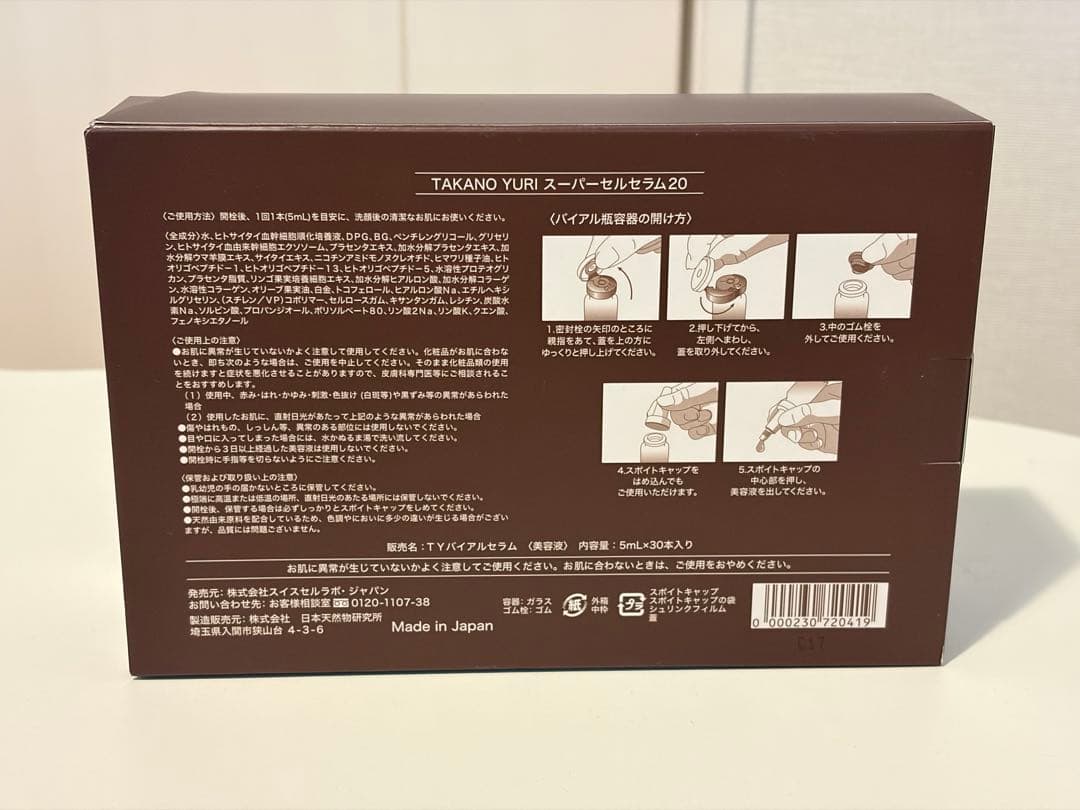 TAKANO YURI スーパーセルセラム20
〈ご使用方法〉開栓後、1回1本(5mL)を目安に、洗顔後の清潔なお肌にお使いください。
〈全成分〉水、ヒトサイタイ血幹細胞順化培養液、DPG、BG、ペンチレングリコール、グリセリ
ン、ヒトサイタイ血由来幹細胞エクソソーム、プラセンタエキス、加水分解プラセンタエキス、加
水分解ウマ羊膜エキス、サイタイエキス、ニコチンアミドモノヌクレオチド、ヒマワリ種子油、ヒト
オリゴペプチド-1、ヒトオリゴペプチド-13、ヒトオリゴペプチド-5、水溶性プロテオグリ
カン、プラセンタ脂質、リンゴ果実培養細胞エキス、加水分解ヒアルロン酸、加水分解コラーゲ
ン、水溶性コラーゲン、オリーブ果実油、白金、トコフェロール、ヒアルロン酸Na、エチルヘキシ
ルグリセリン、(スチレン/VP)コポリマー、セルロースガム、キサンタンガム、レシチン、炭酸水
素Na、ソルビン酸、プロパンジオール、ポリソルベート80、リン酸2Na、リン酸K、クエン酸、
フェノキシエタノール
〈ご使用上の注意〉
●お肌に異常が生じていないかよく注意して使用してください。化粧品がお肌に合わな
いとき、即ち次のような場合は、ご使用を中止してください。そのまま化粧品類の使用
を続けますと症状を悪化させることがありますので、皮膚科専門医等にご相談されるこ
とをおすすめします。
(1)使用中、赤み・はれ・かゆみ・刺激・色抜け(白斑等)や黒ずみ等の異常があらわれた
場合
(2)使用したお肌に、直射日光があたって上記のような異常があらわれた場合
●傷やはれもの、しっしん等、異常のある部位には使用しないでください。
●目や口に入ってしまった場合には、水かぬるま湯で洗い流してください。
●開栓から3日以上経過した美容液は使用しないでください。
●開栓時に手指等を切らないようにご注意ください。
〈保管および取り扱い上の注意〉
●乳幼児の手の届かないところに保管してください。
●極端に高温または低温の場所、直射日光のあたる場所には保管しないでください。
●開栓後、保管する場合は必ずしっかりとスポイトキャップをしめてください。
●天然由来原料を配合しているため、色調やにおいに多少の違いが生じる場合がござい
ますが、品質には問題ございません。
〈バイアル瓶容器の開け方〉
1.密封栓の矢印のところに
親指をあて、蓋を上の方に
ゆっくりと押し上げてください。
2.押し下げてから、
左側へまわし、
蓋を取り外してください。
3.中のゴム栓を
外してご使用ください。
4.スポイトキャップを
はめ込んでも
ご使用いただけます。
5.スポイトキャップの
中心部を押し、
美容液を出してください。
販売名:TYバイアルセラム 〈美容液〉 内容量:5mL×30本入り
お肌に異常が生じていないかよく注意してご使用ください。お肌に合わないときは、ご使用をおやめください。
発売元:株式会社スイスセルラボ・ジャパン
お問い合わせ先:お客様相談室 0120-1107-38
製造販売元:株式会社 日本天然物研究所
埼玉県入間市狭山台 4-3-6
Made in Japan
容器:ガラス
ゴム栓:ゴム
紙
外箱
中枠
プラ
スポイトキャップ
スポイトキャップの袋
シュリンクフィルム
蓋
0 000230 720419
C17